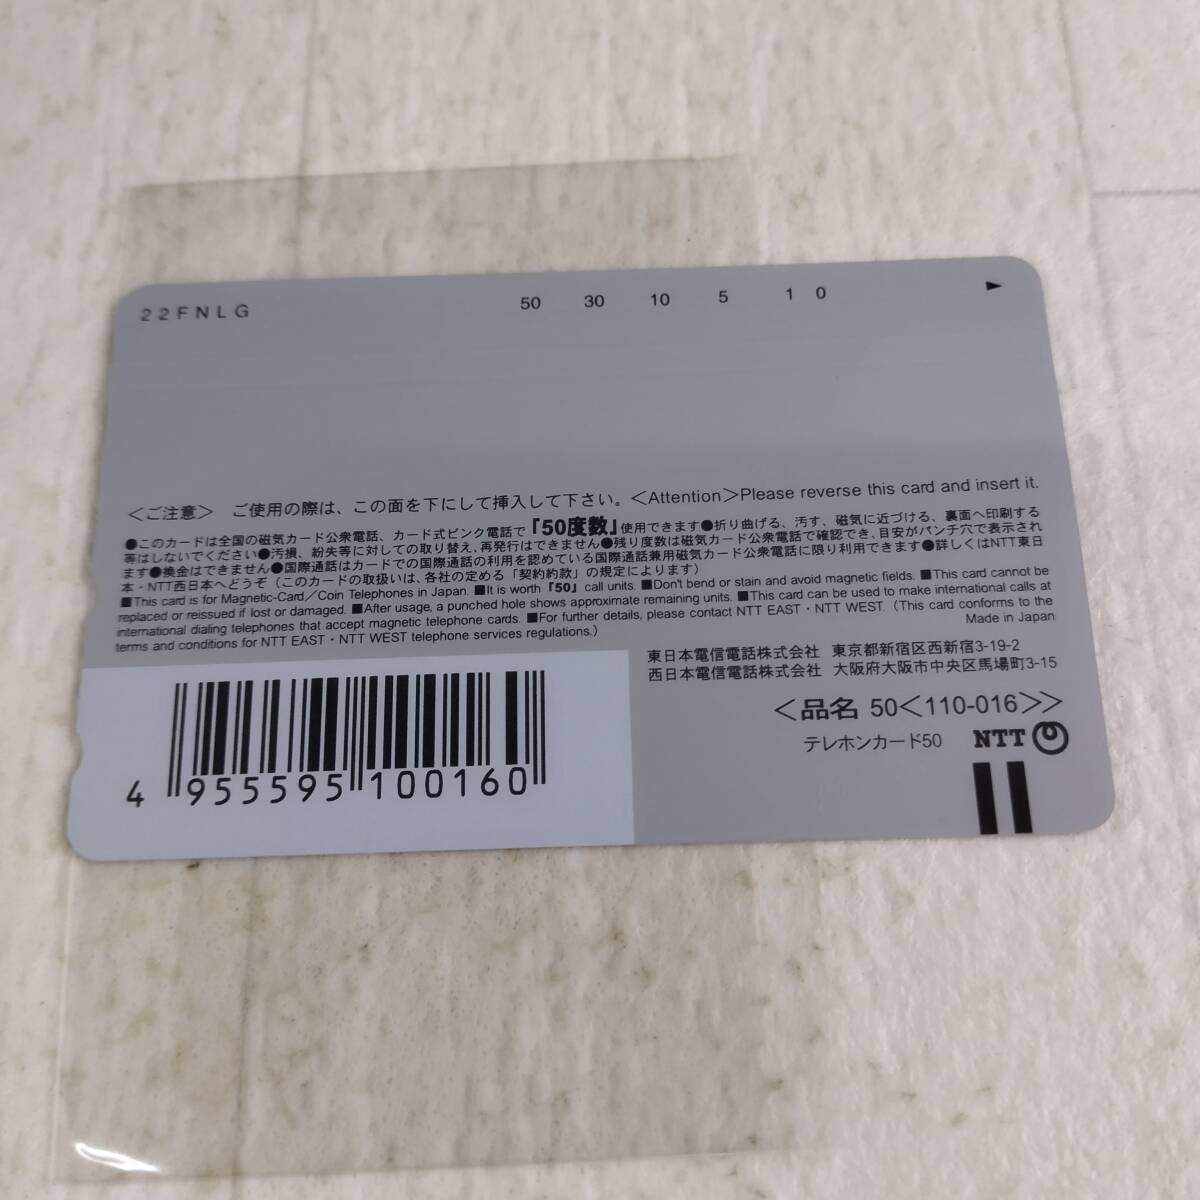 22FNLG 50 30 10 5 1 0 ▶
＜ご注意＞ ご使用の際は、この面を下にして挿入して下さい。＜Attention＞Please reverse this card and insert it.
●このカードは全国の磁気カード公衆電話、カード式ピンク電話で「50度数」使用できます●折り曲げる、汚す、磁気に近づける、裏面へ印刷する
等はしないでください●汚損、紛失等に対しての取り替え、再発行はできません●残り度数は磁気カード公衆電話で確認でき、目安がパンチ穴で表示され
ます●換金はできません●国際通話はカードでの国際通話の利用を認めている国際通話兼用磁気カード公衆電話に限り利用できます●詳しくはNTT東日
本・NTT西日本へどうぞ（このカードの取扱いは、各社の定める「契約約款」の規定によります）
■This card is for Magnetic-Card／Coin Telephones in Japan. ■It is worth「50」call units. ■Don't bend or stain and avoid magnetic fields. ■This card cannot be
replaced or reissued if lost or damaged. ■After usage, a punched hole shows approximate remaining units. ■This card can be used to make international calls at
international dialing telephones that accept magnetic telephone cards. ■For further details, please contact NTT EAST・NTT WEST.（This card conforms to the
terms and conditions for NTT EAST・NTT WEST telephone services regulations.） Made in Japan
東日本電信電話株式会社 東京都新宿区西新宿3-19-2
西日本電信電話株式会社 大阪府大阪市中央区馬場町3-15
＜品名 50＜110-016＞＞
テレホンカード50 NTT
4 955595 100160